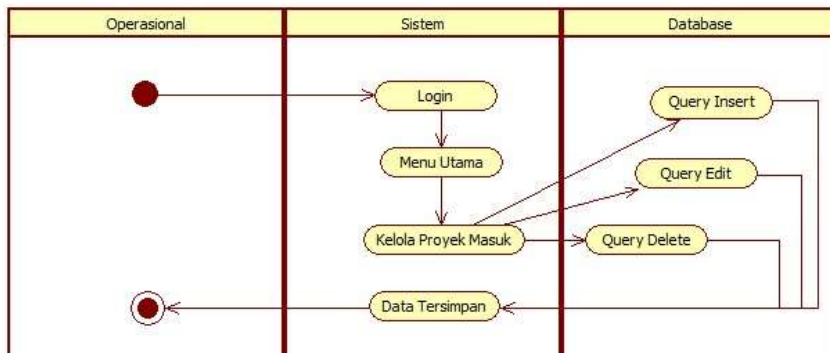 Operasional
Sistem
Database
Login
Query Insert
Menu Utama
Query Edit
Kelola Proyek Masuk
Query Delete
Data Tersimpan